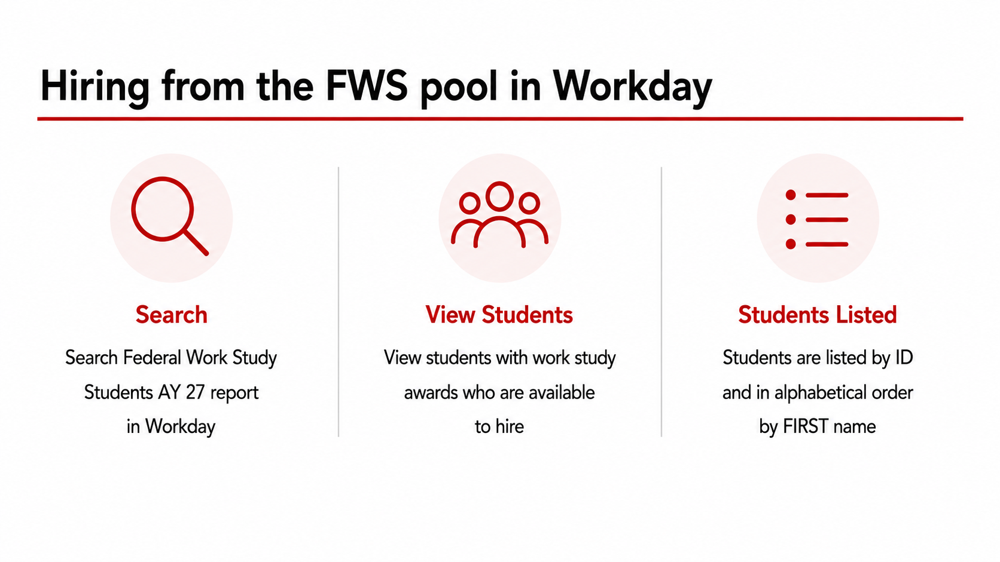 Hiring from the FWS pool in Workday
Search
Search Federal Work Study
Students AY 27 report
in Workday
View Students
View students with work study
awards who are available
to hire
Students Listed
Students are listed by ID
and in alphabetical order
by FIRST name